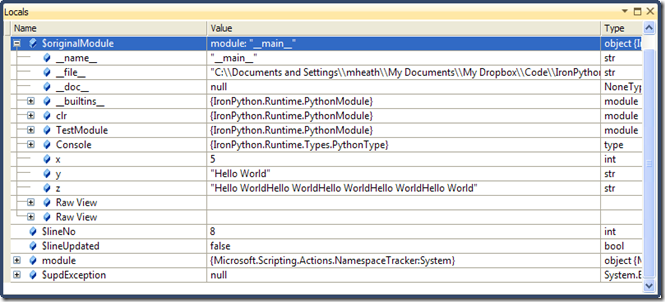 Locals
Name Value Type
$originalModule module: "__main__" object {Ir
__name__ "__main__" str
__file__ "C:\\Documents and Settings\\mheath\\My Documents\\My Dropbox\\Code\\IronPython str
__doc__ null NoneTyp
__builtins__ {IronPython.Runtime.PythonModule} module
clr {IronPython.Runtime.PythonModule} module
TestModule {IronPython.Runtime.PythonModule} module
Console {IronPython.Runtime.Types.PythonType} type
x 5 int
y "Hello World" str
z "Hello WorldHello WorldHello WorldHello WorldHello World" str
Raw View
Raw View
$lineNo 8 int
$lineUpdated false bool
module {Microsoft.Scripting.Actions.NamespaceTracker:System} object {M
$updException null System.E